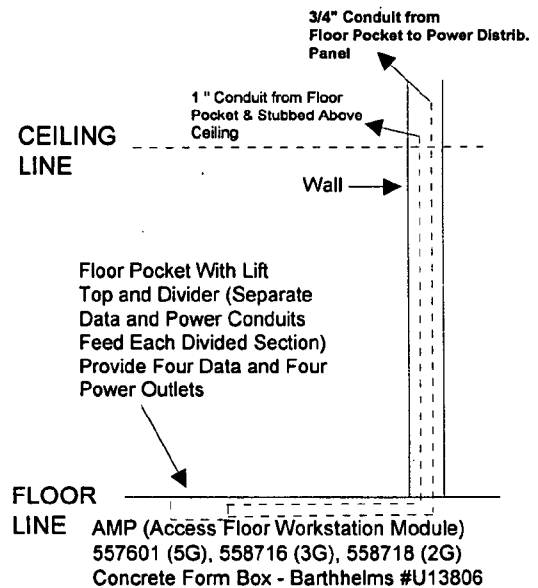 3/4" Conduit from
Floor Pocket to Power Distrib.
Panel
1 " Conduit from Floor
Pocket & Stubbed Above
Ceiling
CEILING
LINE
Wall
Floor Pocket With Lift
Top and Divider (Separate
Data and Power Conduits
Feed Each Divided Section)
Provide Four Data and Four
Power Outlets
FLOOR
LINE
AMP (Access Floor Workstation Module)
557601 (5G), 558716 (3G), 558718 (2G)
Concrete Form Box - Barthhelms #U13806